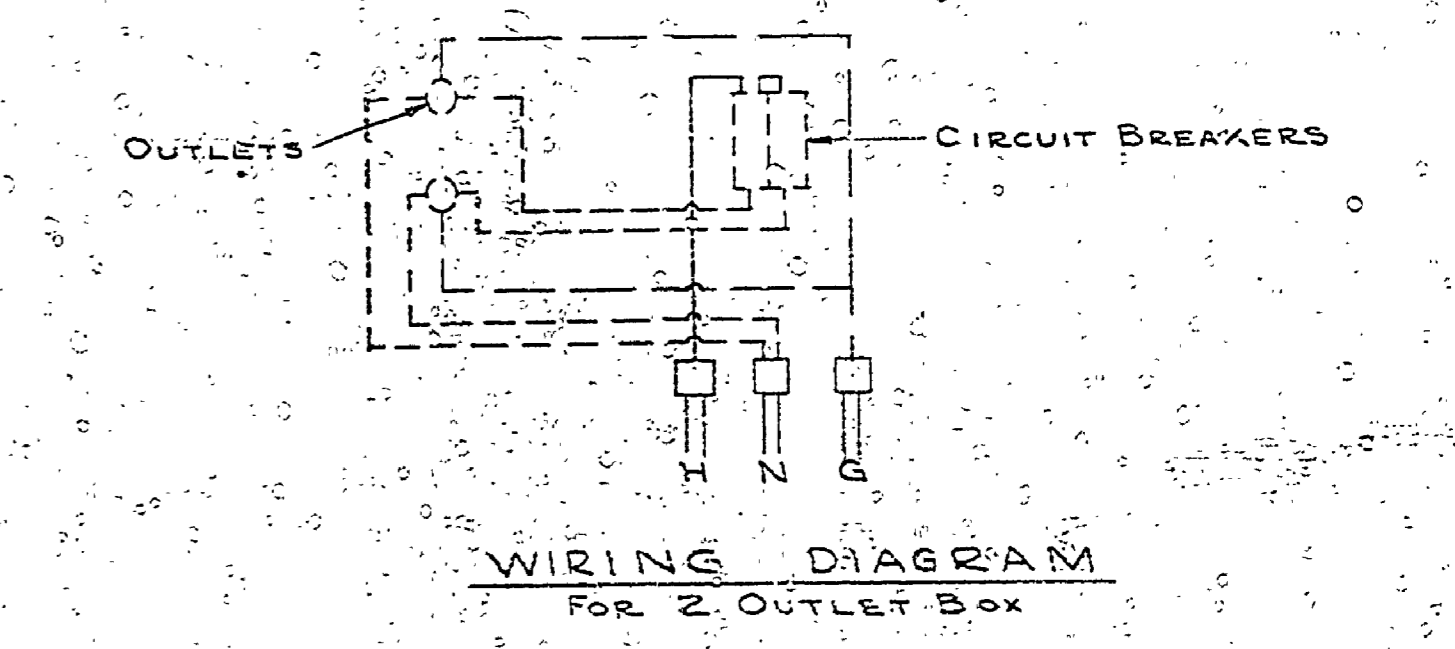 OUTLETS
CIRCUIT BREAKERS
H N G
WIRING DIAGRAM
FOR 2 OUTLET BOX